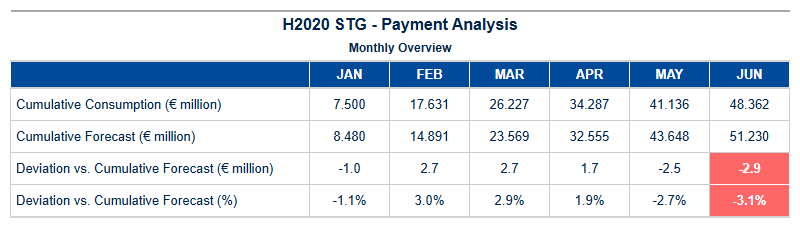 H2020 STG - Payment Analysis
Monthly Overview
JAN FEB MAR APR MAY JUN
Cumulative Consumption (€ million) 7.500 17.631 26.227 34.287 41.136 48.362
Cumulative Forecast (€ million) 8.480 14.891 23.569 32.555 43.648 51.230
Deviation vs. Cumulative Forecast (€ million) -1.0 2.7 2.7 1.7 -2.5 -2.9
Deviation vs. Cumulative Forecast (%) -1.1% 3.0% 2.9% 1.9% -2.7% -3.1%